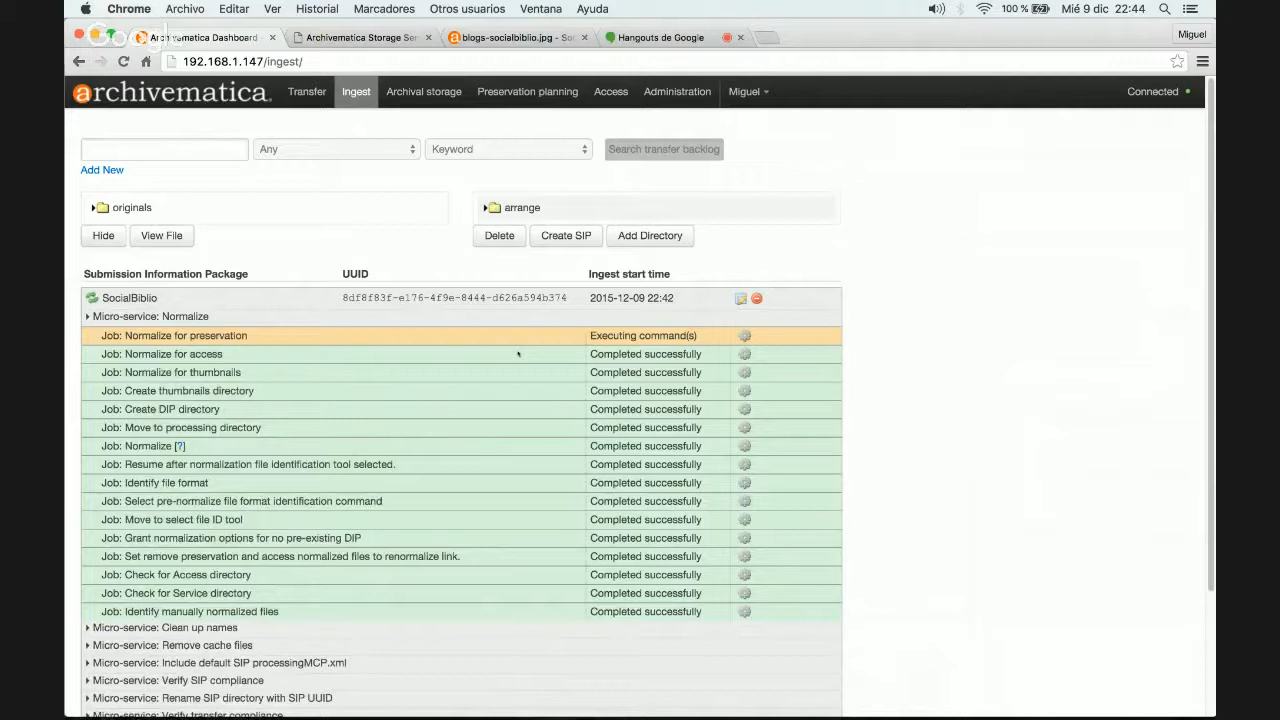 Chrome Archivo Editar Ver Historial Marcadores Otros usuarios Ventana Ayuda 100 % Mié 9 dic 22:44
Google
Archivematica Dashboard × Archivematica Storage Ser × blogs-socialbiblio.jpg - So × Hangouts de Google × Miguel
192.168.1.147/ingest/
archivematica Transfer Ingest Archival storage Preservation planning Access Administration Miguel Connected
Any Keyword Search transfer backlog
Add New
originals arrange
Hide View File Delete Create SIP Add Directory
Submission Information Package UUID Ingest start time
SocialBiblio 8df8f83f-e176-4f9e-8444-d626a594b374 2015-12-09 22:42
Micro-service: Normalize
Job: Normalize for preservation Executing command(s)
Job: Normalize for access Completed successfully
Job: Normalize for thumbnails Completed successfully
Job: Create thumbnails directory Completed successfully
Job: Create DIP directory Completed successfully
Job: Move to processing directory Completed successfully
Job: Normalize [?] Completed successfully
Job: Resume after normalization file identification tool selected. Completed successfully
Job: Identify file format Completed successfully
Job: Select pre-normalize file format identification command Completed successfully
Job: Move to select file ID tool Completed successfully
Job: Grant normalization options for no pre-existing DIP Completed successfully
Job: Set remove preservation and access normalized files to renormalize link. Completed successfully
Job: Check for Access directory Completed successfully
Job: Check for Service directory Completed successfully
Job: Identify manually normalized files Completed successfully
Micro-service: Clean up names
Micro-service: Remove cache files
Micro-service: Include default SIP processingMCP.xml
Micro-service: Verify SIP compliance
Micro-service: Rename SIP directory with SIP UUID
Micro-service: Verify transfer compliance